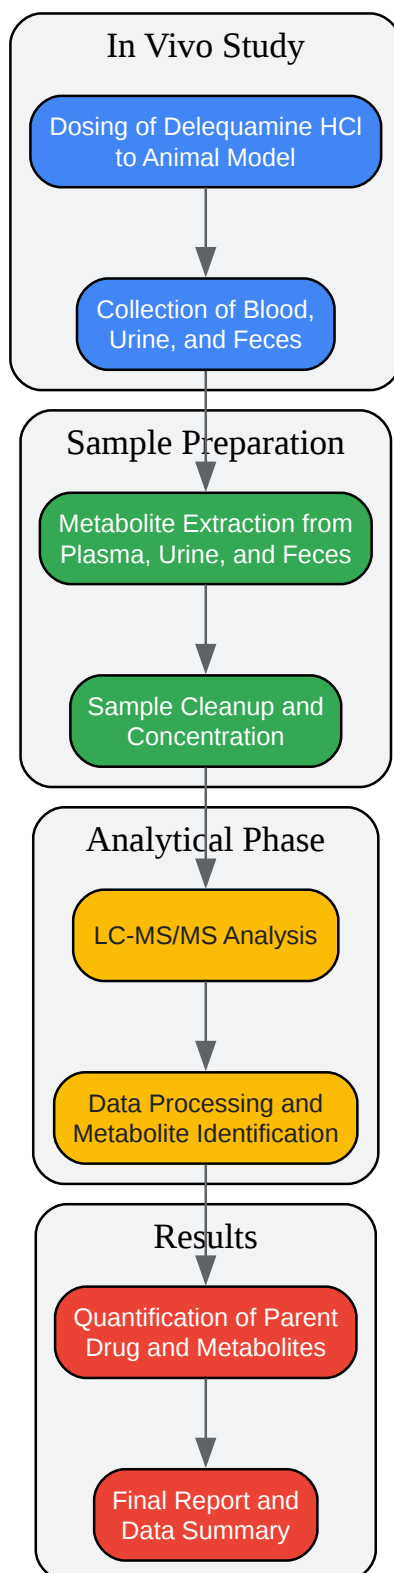 In Vivo Study
Dosing of Delequamine HCl
to Animal Model
Collection of Blood,
Urine, and Feces
Sample Preparation
Metabolite Extraction from
Plasma, Urine, and Feces
Sample Cleanup and
Concentration
Analytical Phase
LC-MS/MS Analysis
Data Processing and
Metabolite Identification
Results
Quantification of Parent
Drug and Metabolites
Final Report and
Data Summary